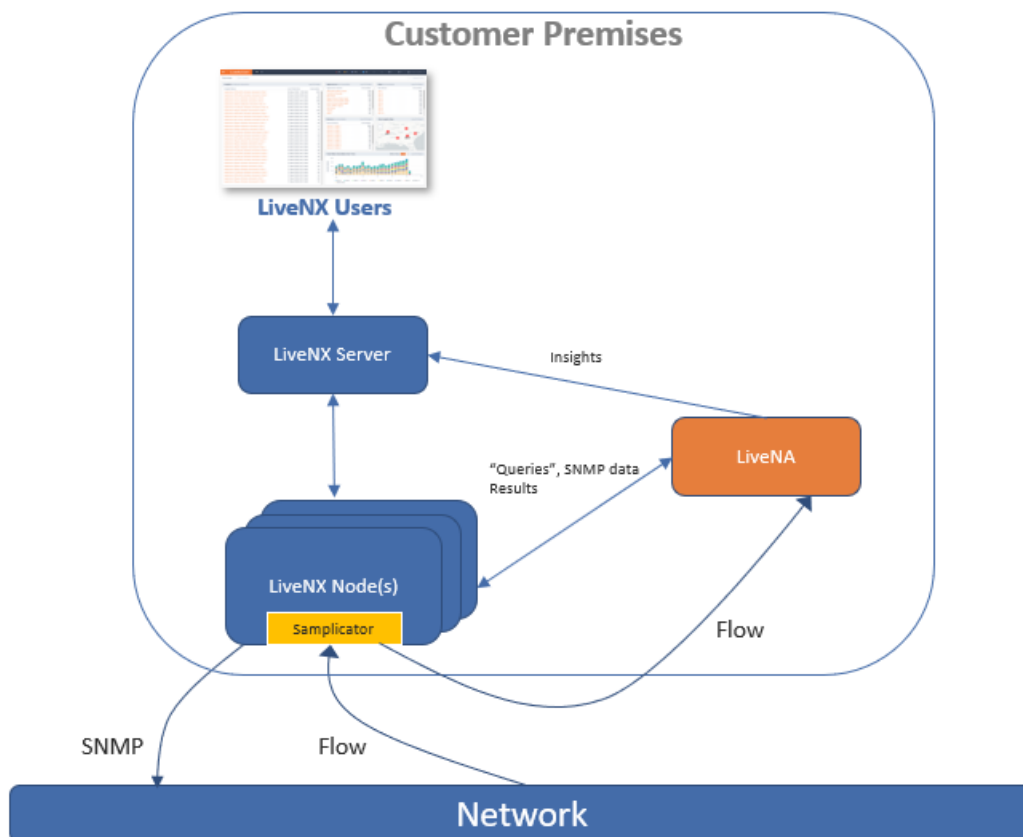 Customer Premises
LiveNX Users
LiveNX Server
Insights
LiveNA
“Queries”, SNMP data
Results
LiveNX Node(s)
Samplicator
Flow
SNMP
Flow
Network